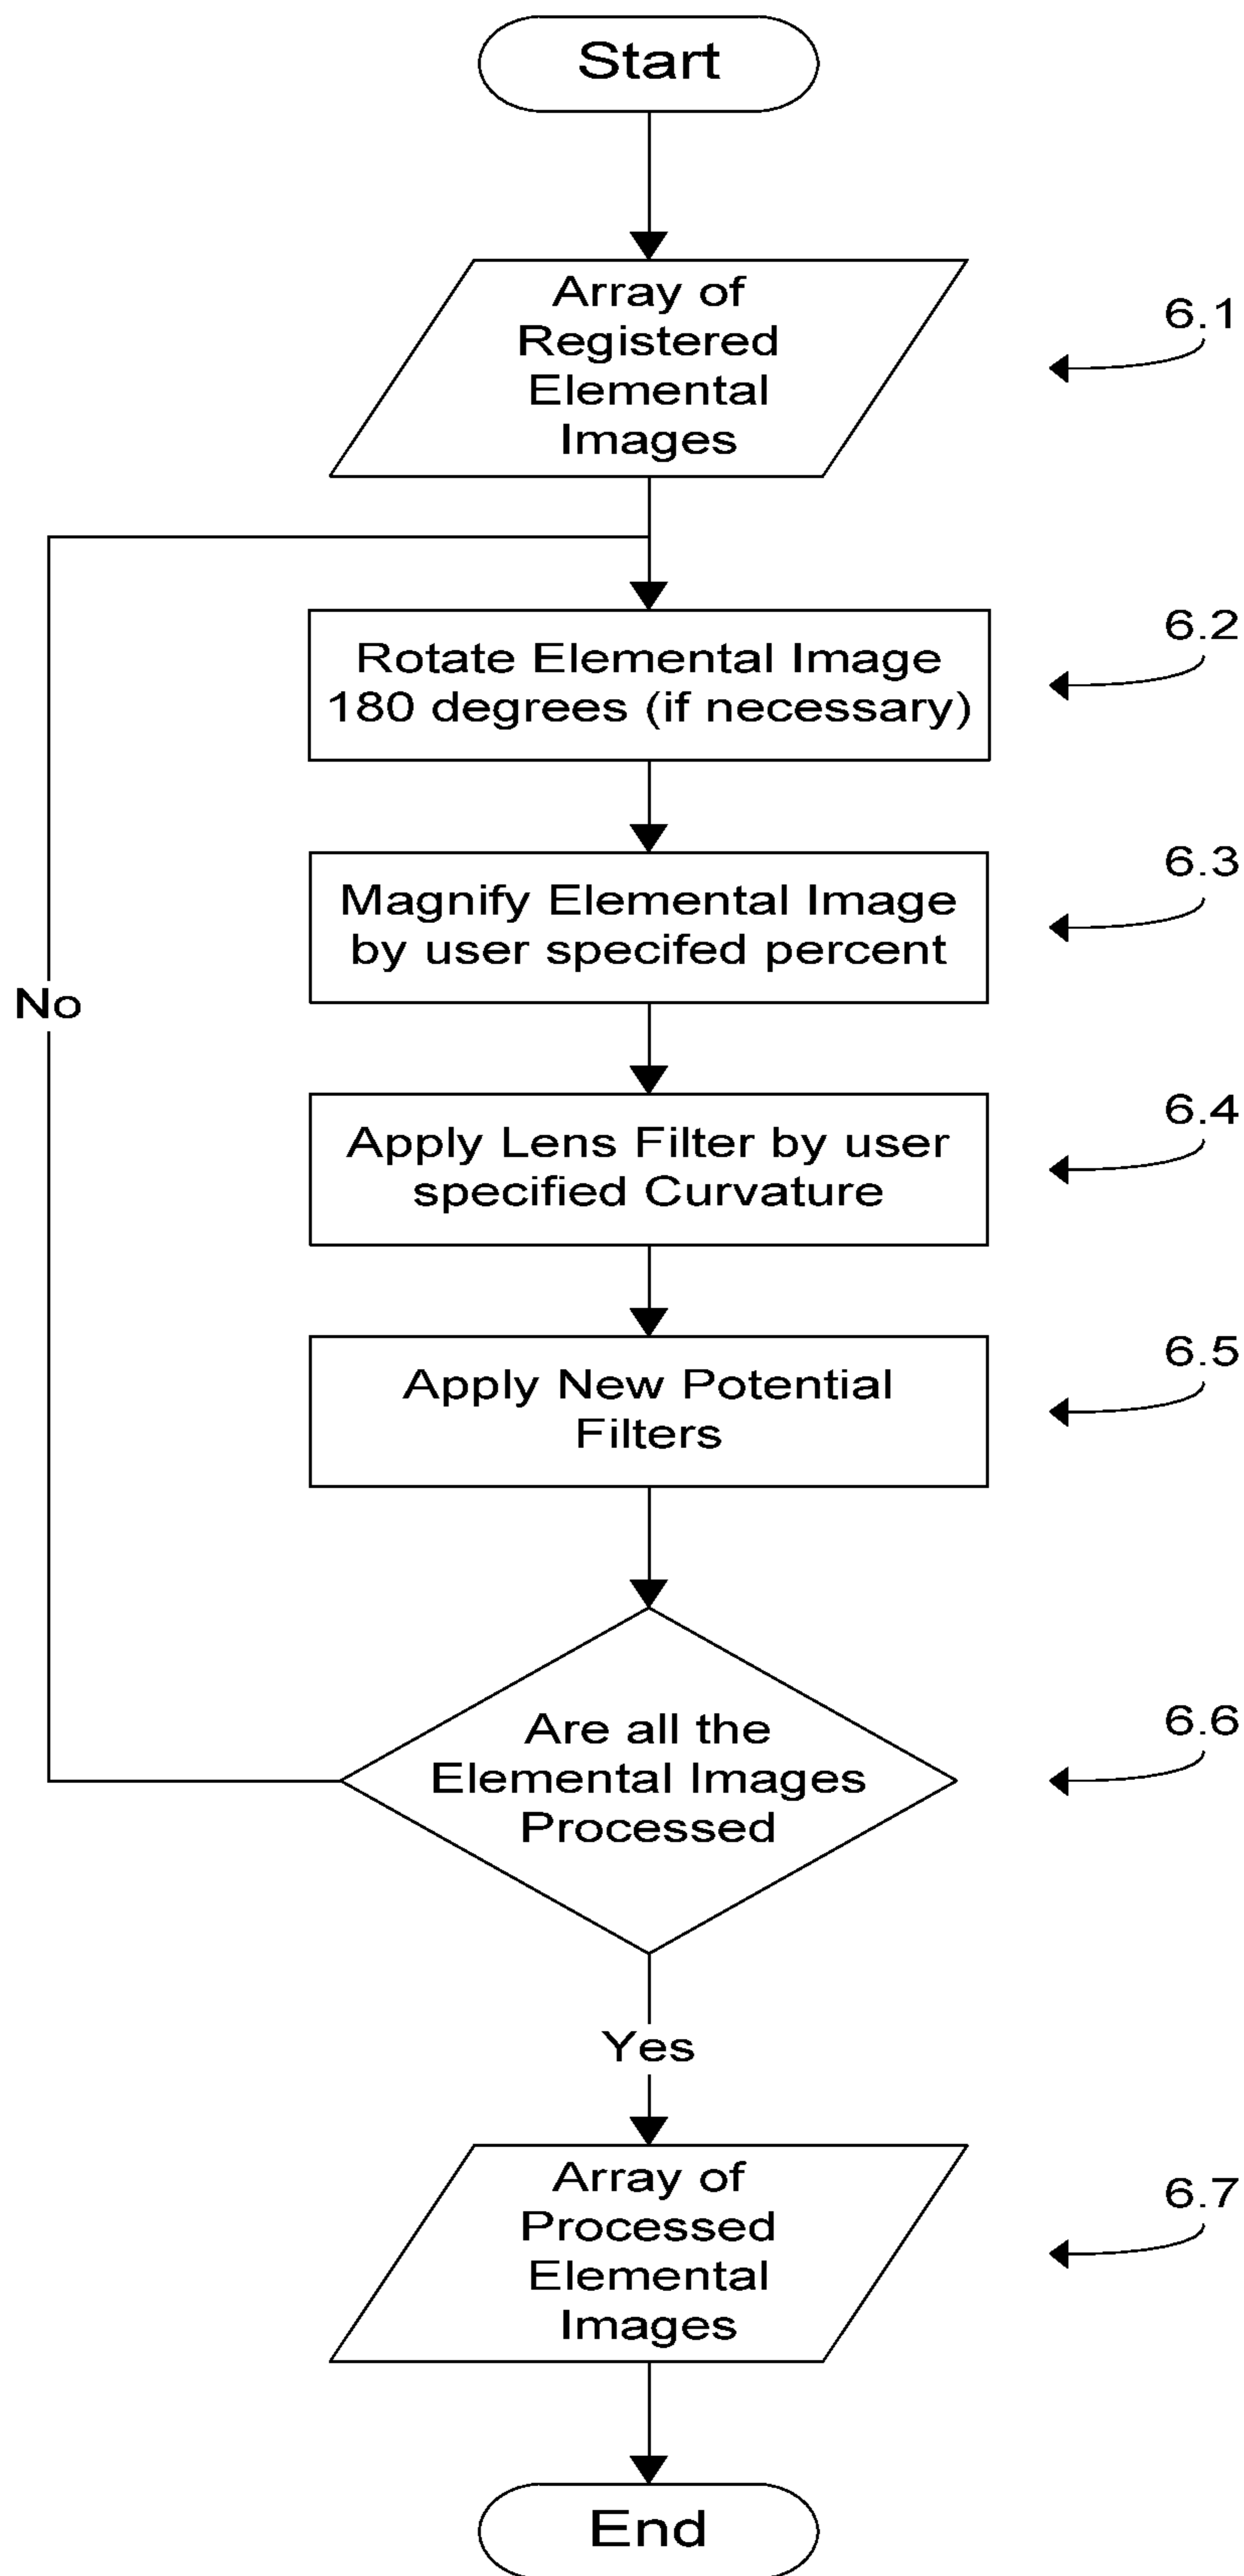 Start
Array of
Registered
Elemental
Images
6.1
Rotate Elemental Image
180 degrees (if necessary)
6.2
Magnify Elemental Image
by user specifed percent
6.3
No
Apply Lens Filter by user
specified Curvature
6.4
Apply New Potential
Filters
6.5
Are all the
Elemental Images
Processed
6.6
Yes
Array of
Processed
Elemental
Images
6.7
End